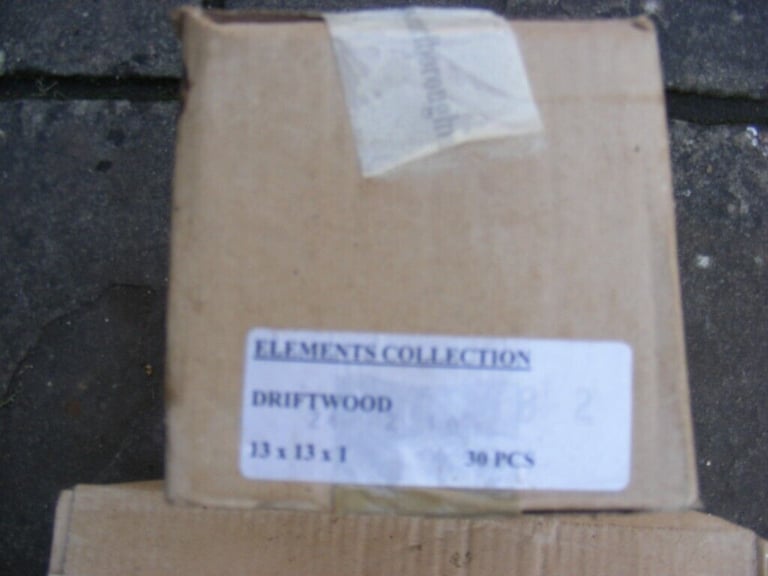 ELEMENTS COLLECTION
DRIFTWOOD
13 x 13 x 1 30 PCS